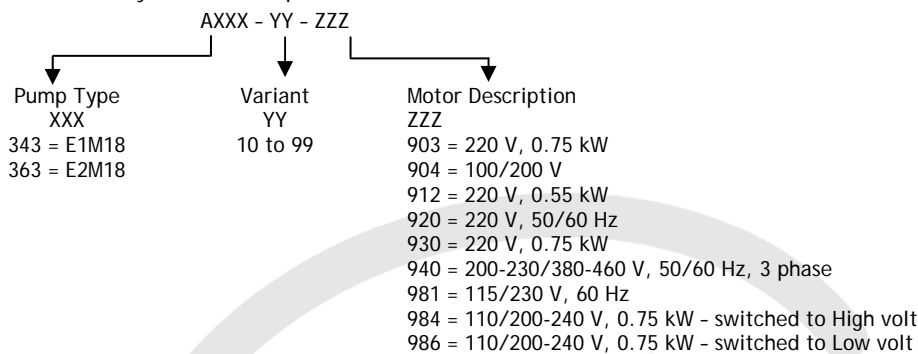 AXXX - YY - ZZZ
Pump Type Variant Motor Description
XXX YY ZZZ
343 = E1M18 10 to 99 903 = 220 V, 0.75 kW
363 = E2M18 904 = 100/200 V
912 = 220 V, 0.55 kW
920 = 220 V, 50/60 Hz
930 = 220 V, 0.75 kW
940 = 200-230/380-460 V, 50/60 Hz, 3 phase
981 = 115/230 V, 60 Hz
984 = 110/200-240 V, 0.75 kW - switched to High volt
986 = 110/200-240 V, 0.75 kW - switched to Low volt